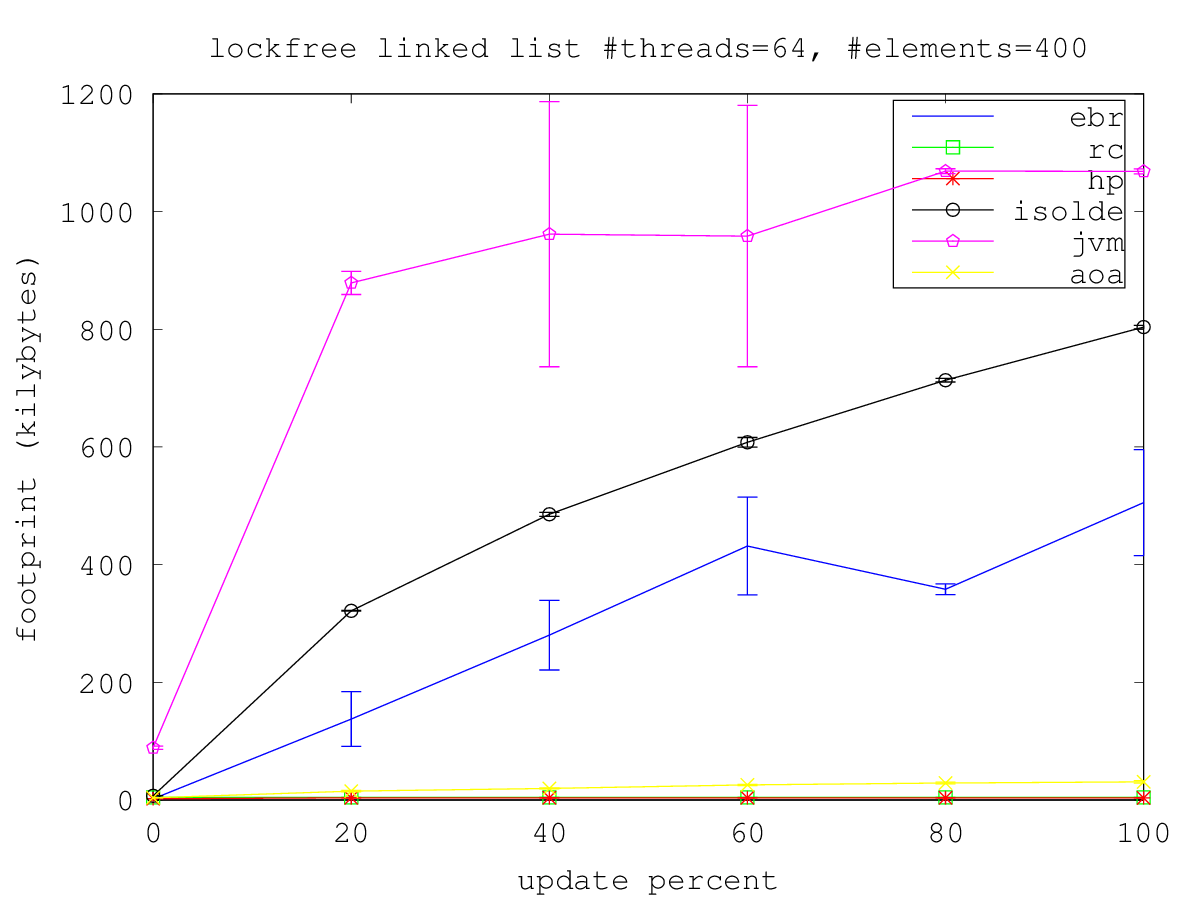 lockfree linked list #threads=64, #elements=400
1200
1000
800
600
400
200
0
footprint (kilybytes)
ebr
rc
hp
isolde
jvm
aoa
0 20 40 60 80 100
update percent